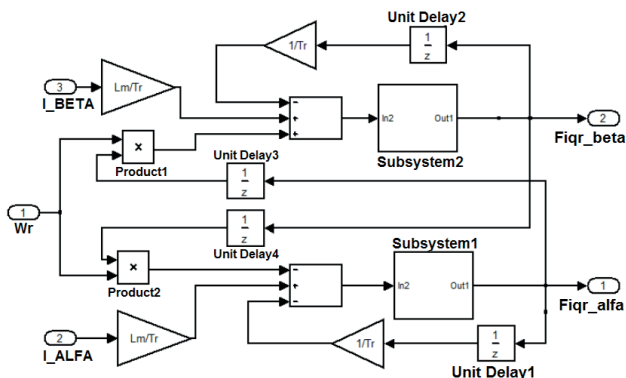 Unit Delay2
1/Tr
1
z
3
I_BETA
Lm/Tr
−
+
+
In2
Out1
Subsystem2
2
Fiqr_beta
×
Product1
Unit Delay3
1
z
1
Wr
1
z
Unit Delay4
×
Product2
−
+
−
Subsystem1
In2
Out1
1
Fiqr_alfa
2
I_ALFA
Lm/Tr
1/Tr
1
z
Unit Delay1